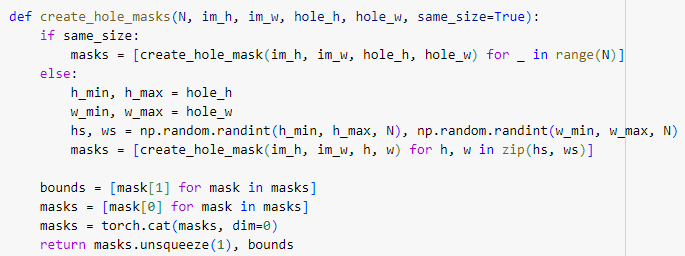 def create_hole_masks(N, im_h, im_w, hole_h, hole_w, same_size=True):
    if same_size:
        masks = [create_hole_mask(im_h, im_w, hole_h, hole_w) for _ in range(N)]
    else:
        h_min, h_max = hole_h
        w_min, w_max = hole_w
        hs, ws = np.random.randint(h_min, h_max, N), np.random.randint(w_min, w_max, N)
        masks = [create_hole_mask(im_h, im_w, h, w) for h, w in zip(hs, ws)]

    bounds = [mask[1] for mask in masks]
    masks = [mask[0] for mask in masks]
    masks = torch.cat(masks, dim=0)
    return masks.unsqueeze(1), bounds